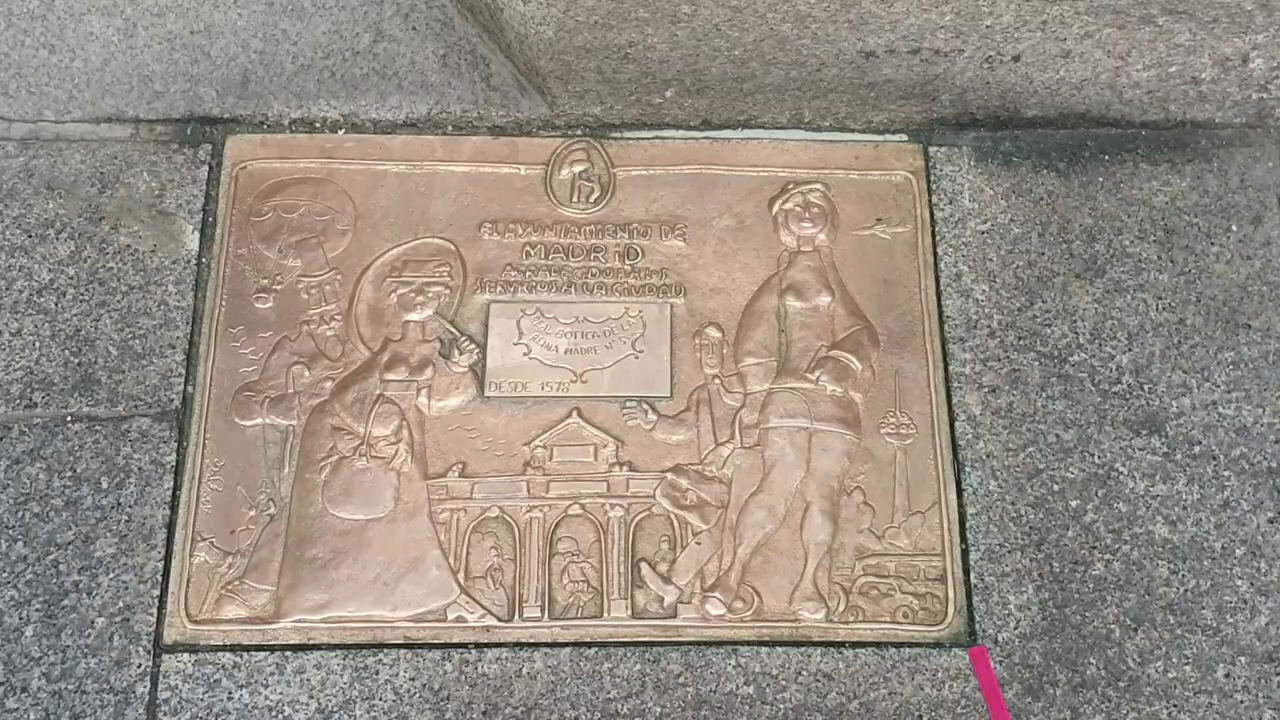 EL AYUNTAMIENTO DE
MADRID
AGRADECIDO A LOS
SERVICIOS A LA CIUDAD
REAL BOTICA DE LA
REINA MADRE Nº 59
DESDE 1578